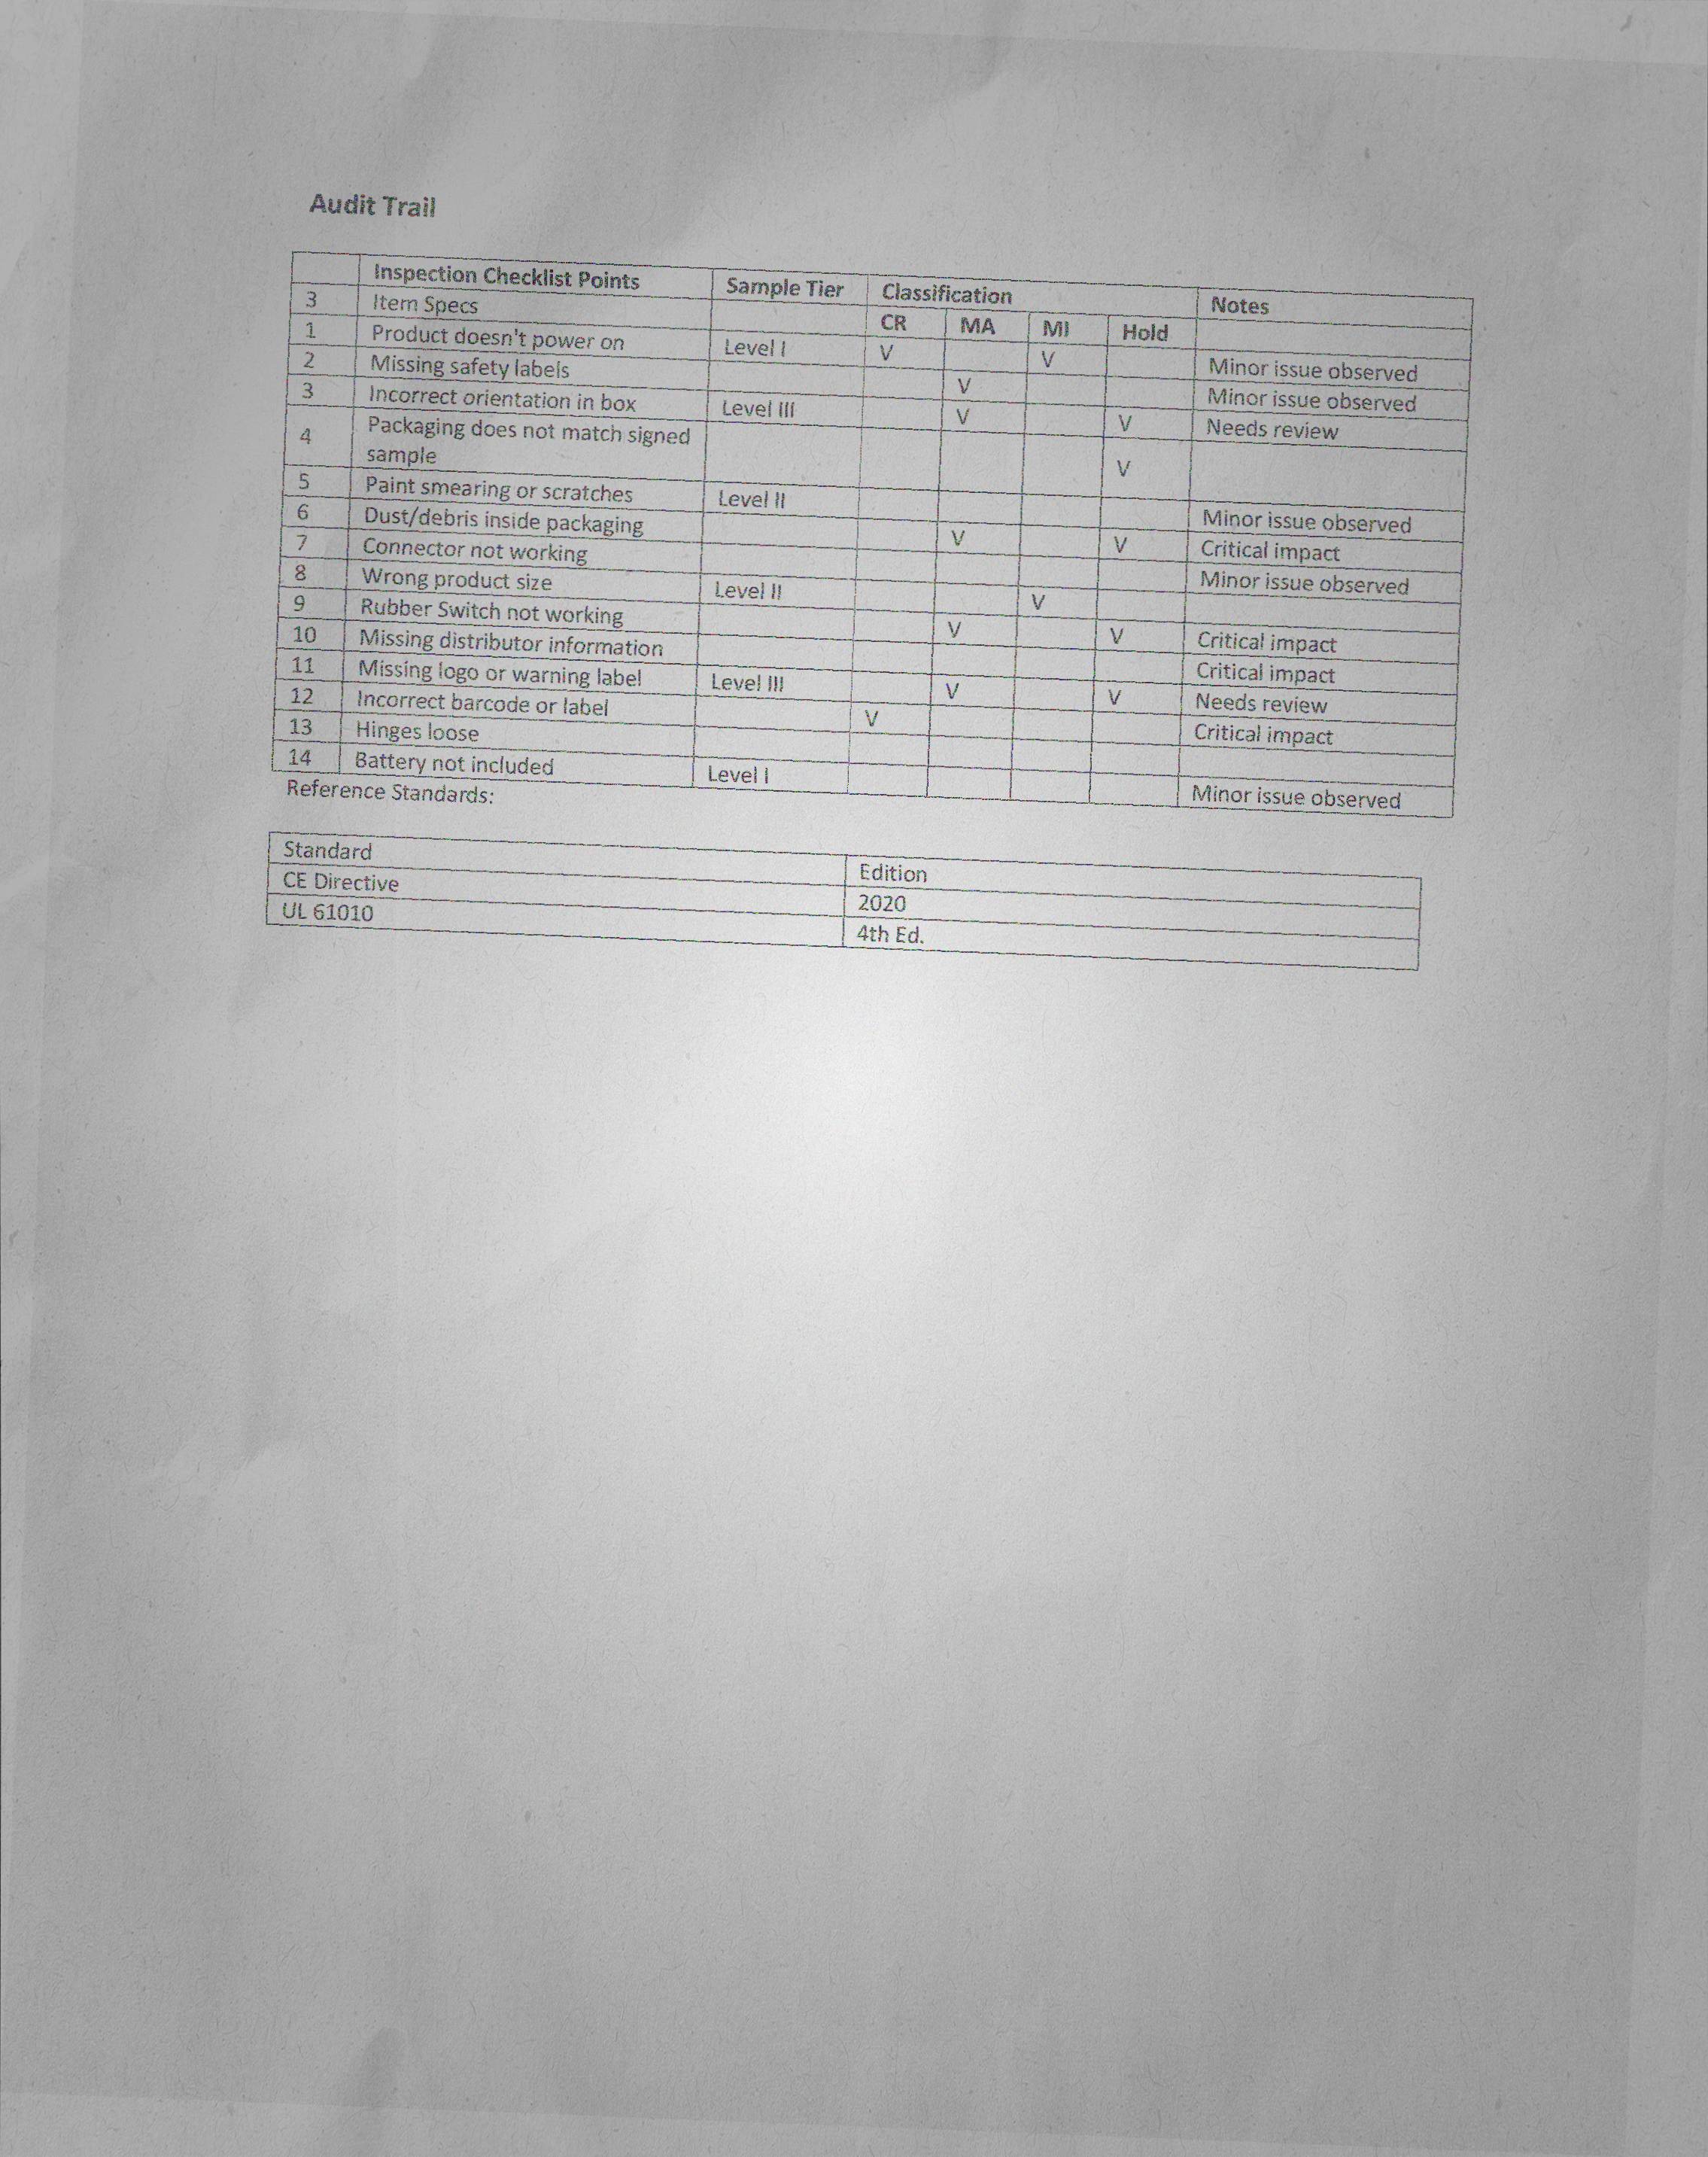 Audit Trail
Inspection Checklist Points Sample Tier Classification Notes
3 Item Specs CR MA MI Hold
1 Product doesn't power on Level I V V Minor issue observed
2 Missing safety labels V Minor issue observed
3 Incorrect orientation in box Level III V V Needs review
4 Packaging does not match signed
sample V
5 Paint smearing or scratches Level II Minor issue observed
6 Dust/debris inside packaging V V Critical impact
7 Connector not working Minor issue observed
8 Wrong product size Level II V
9 Rubber Switch not working V V Critical impact
10 Missing distributor information Critical impact
11 Missing logo or warning label Level III V V Needs review
12 Incorrect barcode or label V Critical impact
13 Hinges loose
14 Battery not included Level I Minor issue observed
Reference Standards:
Standard Edition
CE Directive 2020
UL 61010 4th Ed.